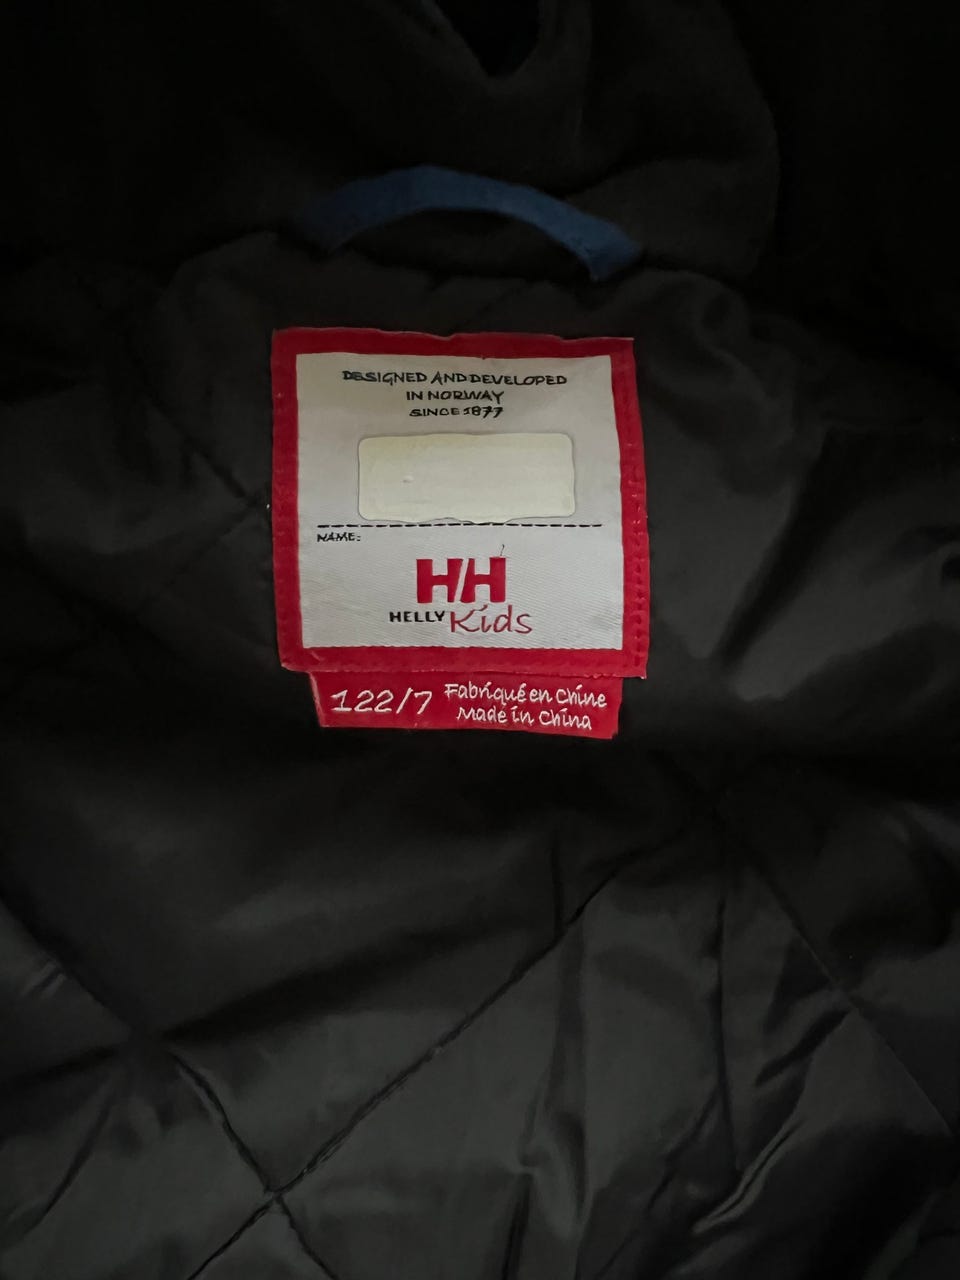 DESIGNED AND DEVELOPED
IN NORWAY
SINCE 1877
NAME:
HH
HELLY Kids
122/7 Fabriqué en Chine
Made in China